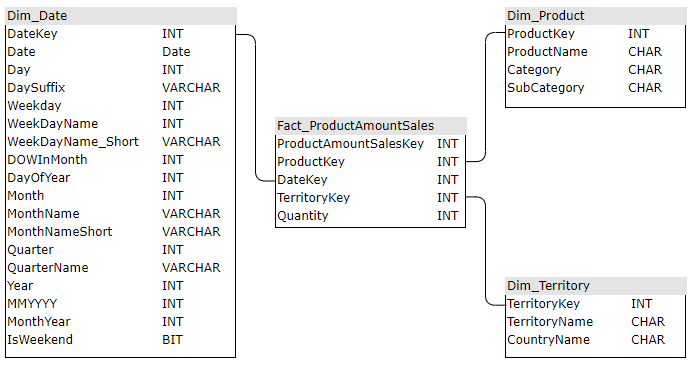 Dim_Date
DateKey INT
Date Date
Day INT
DaySuffix VARCHAR
Weekday INT
WeekDayName INT
WeekDayName_Short VARCHAR
DOWInMonth INT
DayOfYear INT
Month INT
MonthName VARCHAR
MonthNameShort VARCHAR
Quarter INT
QuarterName VARCHAR
Year INT
MMYYYY INT
MonthYear INT
IsWeekend BIT
Fact_ProductAmountSales
ProductAmountSalesKey INT
ProductKey INT
DateKey INT
TerritoryKey INT
Quantity INT
Dim_Product
ProductKey INT
ProductName CHAR
Category CHAR
SubCategory CHAR
Dim_Territory
TerritoryKey INT
TerritoryName CHAR
CountryName CHAR